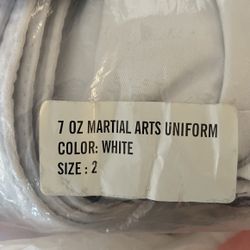 7 OZ MARTIAL ARTS UNIFORM
COLOR: WHITE
SIZE : 2